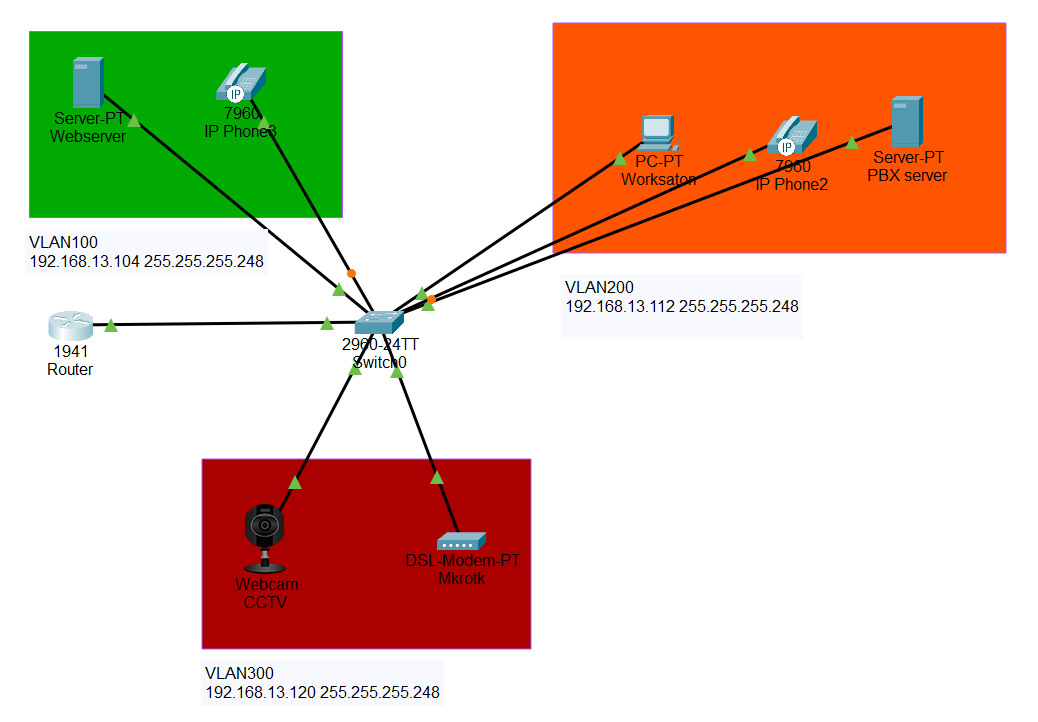 Server-PT
Webserver
IP
7960
IP Phone3
VLAN100
192.168.13.104 255.255.255.248
PC-PT
Worksaton
IP
7960
IP Phone2
Server-PT
PBX server
VLAN200
192.168.13.112 255.255.255.248
1941
Router
2960-24TT
Switch0
Webcam
CCTV
DSL-Modem-PT
Mkrotk
VLAN300
192.168.13.120 255.255.255.248